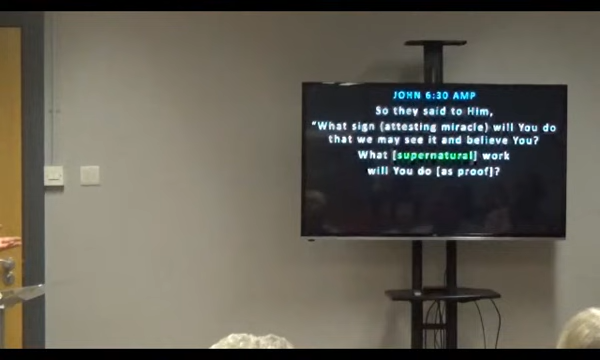 JOHN 6:30 AMP
So they said to Him,
"What sign (attesting miracle) will You do
that we may see it and believe You?
What [supernatural] work
will You do [as proof]?